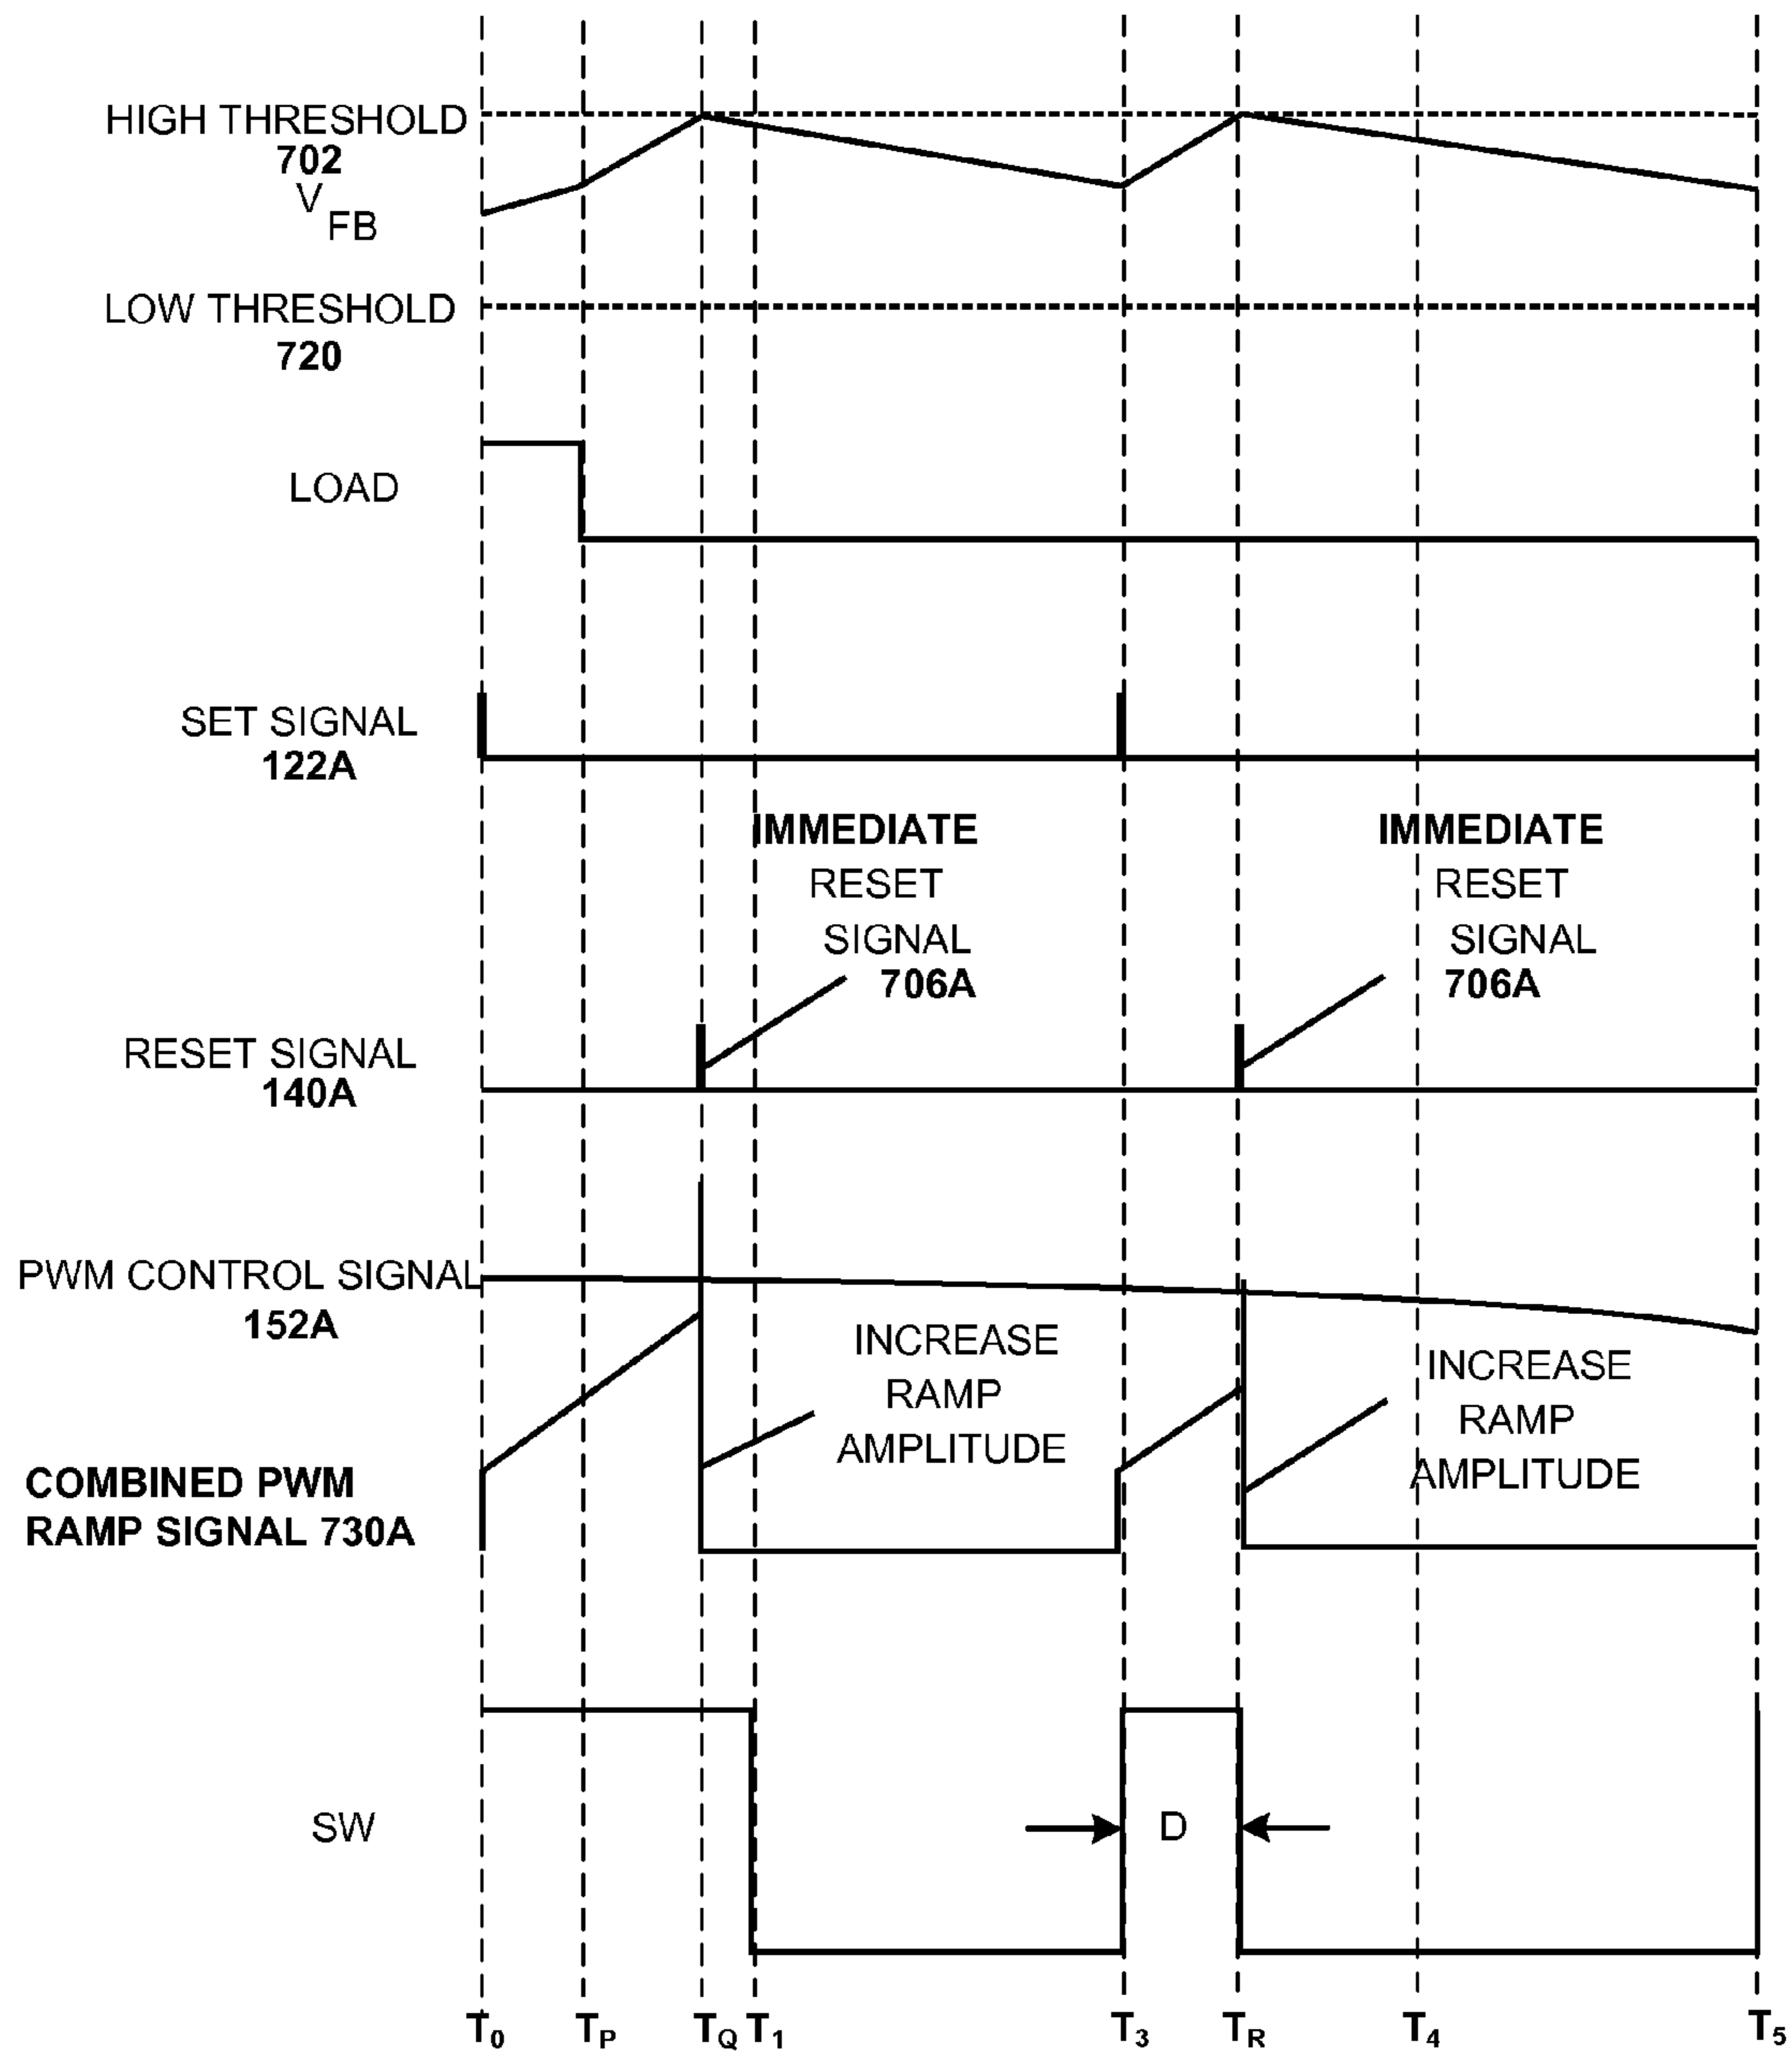 HIGH THRESHOLD
702
V
FB
LOW THRESHOLD
720
LOAD
SET SIGNAL
122A
IMMEDIATE
RESET
SIGNAL
706A
IMMEDIATE
RESET
SIGNAL
706A
RESET SIGNAL
140A
PWM CONTROL SIGNAL
152A
INCREASE
RAMP
AMPLITUDE
INCREASE
RAMP
AMPLITUDE
COMBINED PWM
RAMP SIGNAL 730A
SW
D
T0 TP TQ T1 T3 TR T4 T5